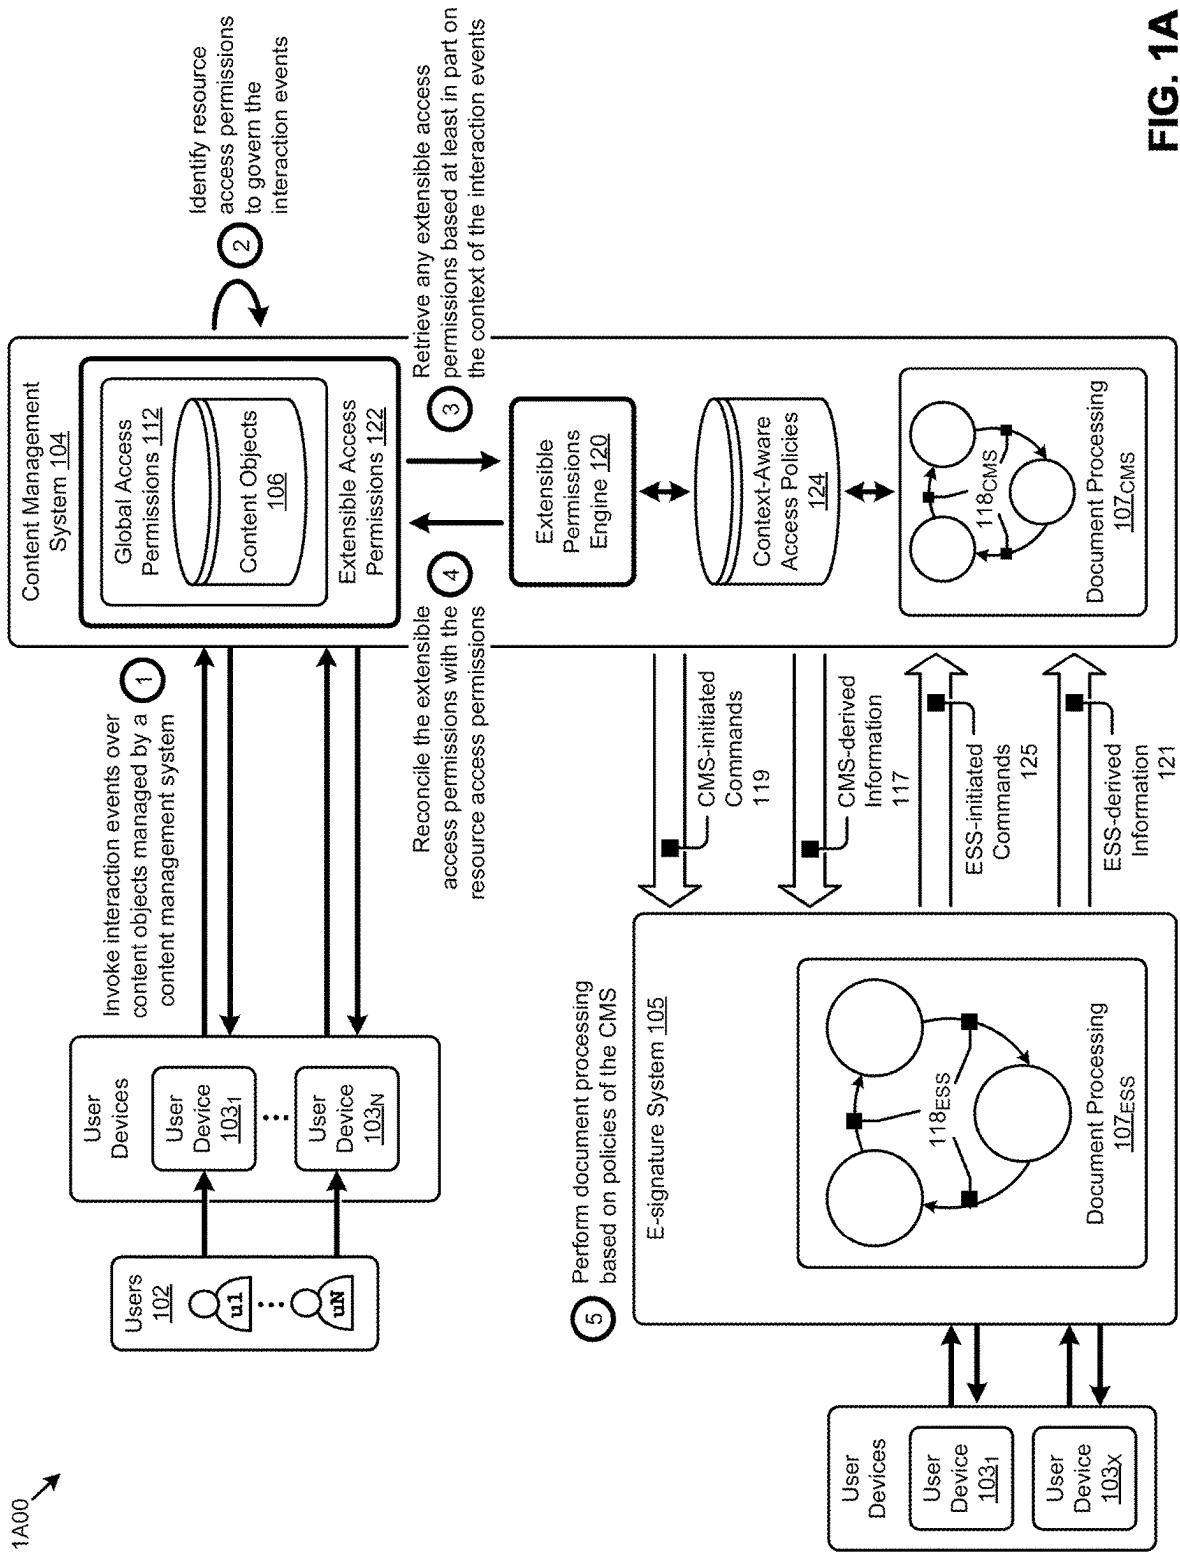 1A00
Users
102
u1
uN
User
Devices
User
Device
103₁
User
Device
103N
Invoke interaction events over
content objects managed by a
content management system
1
Content Management
System 104
Global Access
Permissions 112
Content Objects
106
Extensible Access
Permissions 122
2
Identify resource
access permissions
to govern the
interaction events
3
Retrieve any extensible access
permissions based at least in part on
the context of the interaction events
4
Reconcile the extensible
access permissions with the
resource access permissions
Extensible
Permissions
Engine 120
Context-Aware
Access Policies
124
118CMS
Document Processing
107CMS
5
Perform document processing
based on policies of the CMS
E-signature System 105
118ESS
Document Processing
107ESS
CMS-initiated
Commands
119
CMS-derived
Information
117
ESS-initiated
Commands
125
ESS-derived
Information
121
User
Devices
User
Device
103₁
User
Device
103X
FIG. 1A